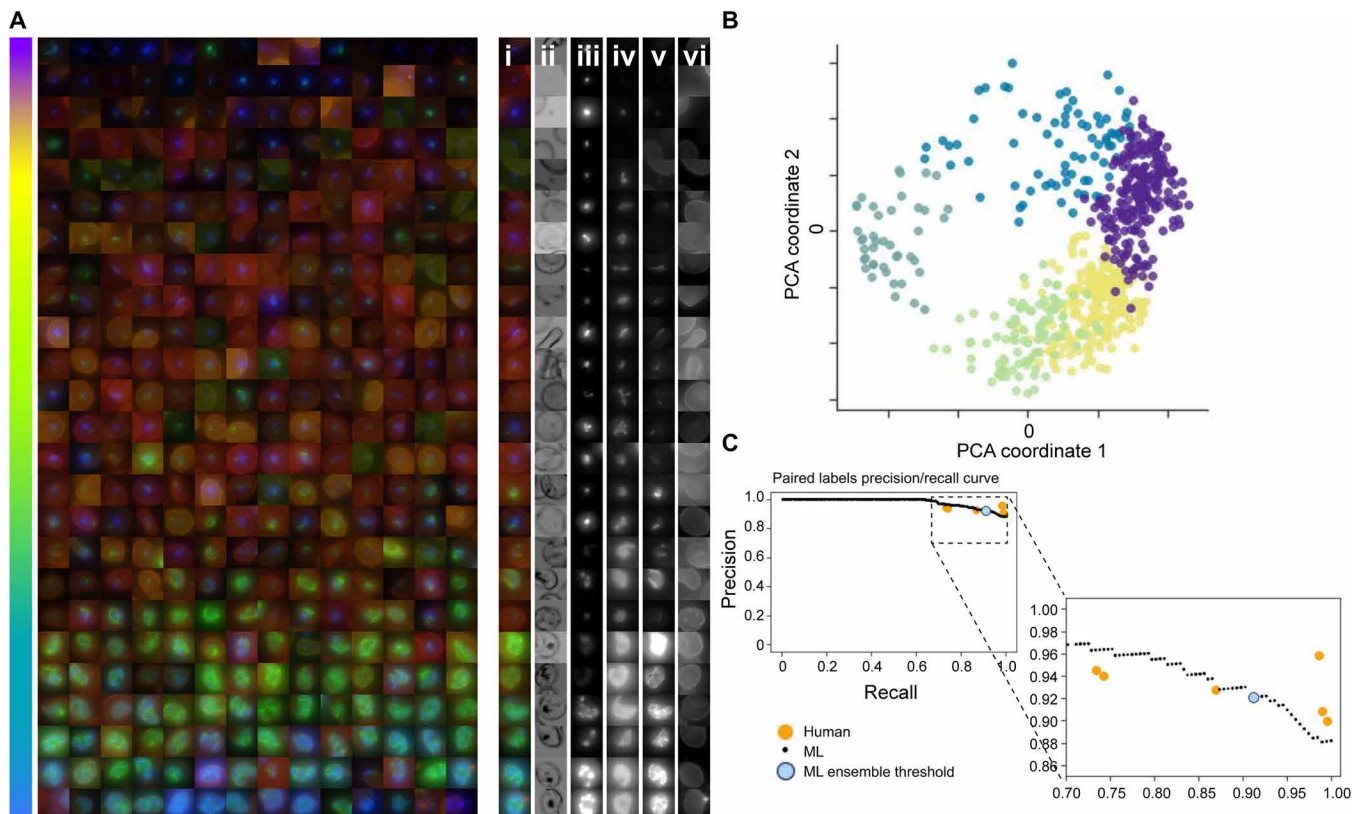 A
i ii iii iv v vi
B
PCA coordinate 2
0
0
PCA coordinate 1
C
Paired labels precision/recall curve
Precision
1.0
0.8
0.6
0.4
0.2
0
0 0.2 0.4 0.6 0.8 1.0
Recall
Human
ML
ML ensemble threshold
1.00
0.98
0.96
0.94
0.92
0.90
0.88
0.86
0.70 0.75 0.80 0.85 0.90 0.95 1.00